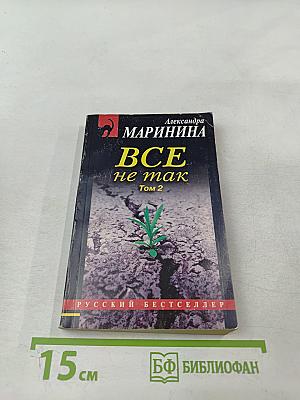 Александра
МАРИНИНА
ВСЕ
не так
Том 2
РУССКИЙ БЕСТСЕЛЛЕР
15 см
БФ БИБЛИОФАН